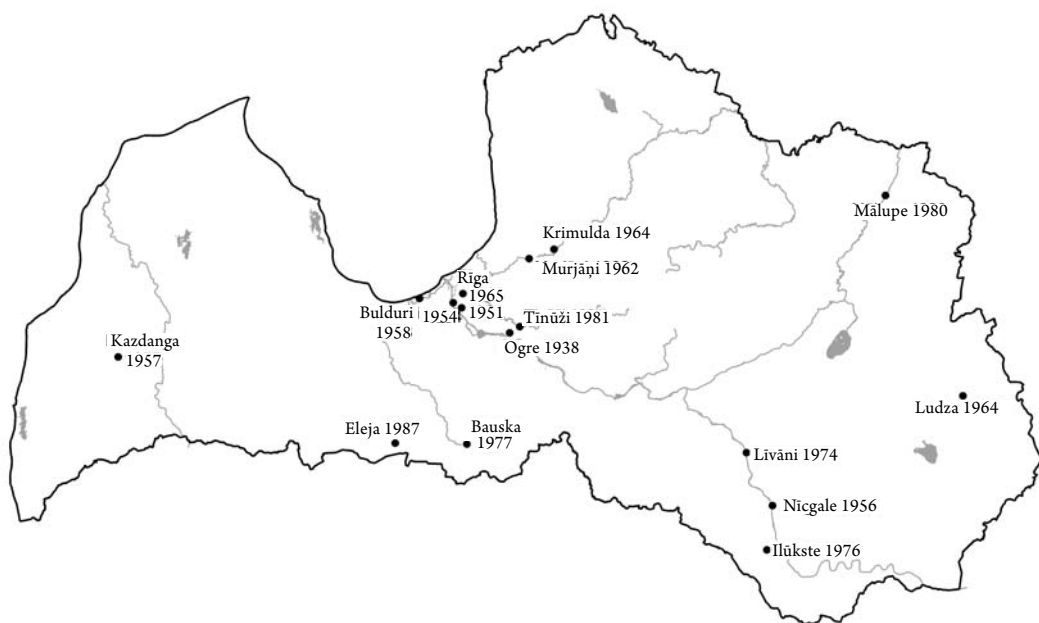 Mālupe 1980
Krimulda 1964
Murjāņi 1962
Rīga
1965
1951
1954
Bulduri
1958
Tīnūži 1981
Ogre 1938
Kazdanga
1957
Ludza 1964
Eleja 1987
Bauska
1977
Līvāni 1974
Nīcgale 1956
Ilūkste 1976